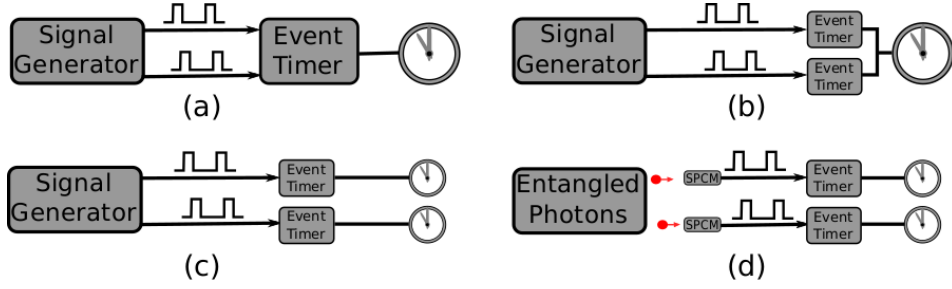 Signal
Generator
Event
Timer
(a)
Signal
Generator
Event
Timer
Event
Timer
(b)
Signal
Generator
Event
Timer
Event
Timer
(c)
Entangled
Photons
SPCM
Event
Timer
SPCM
Event
Timer
(d)